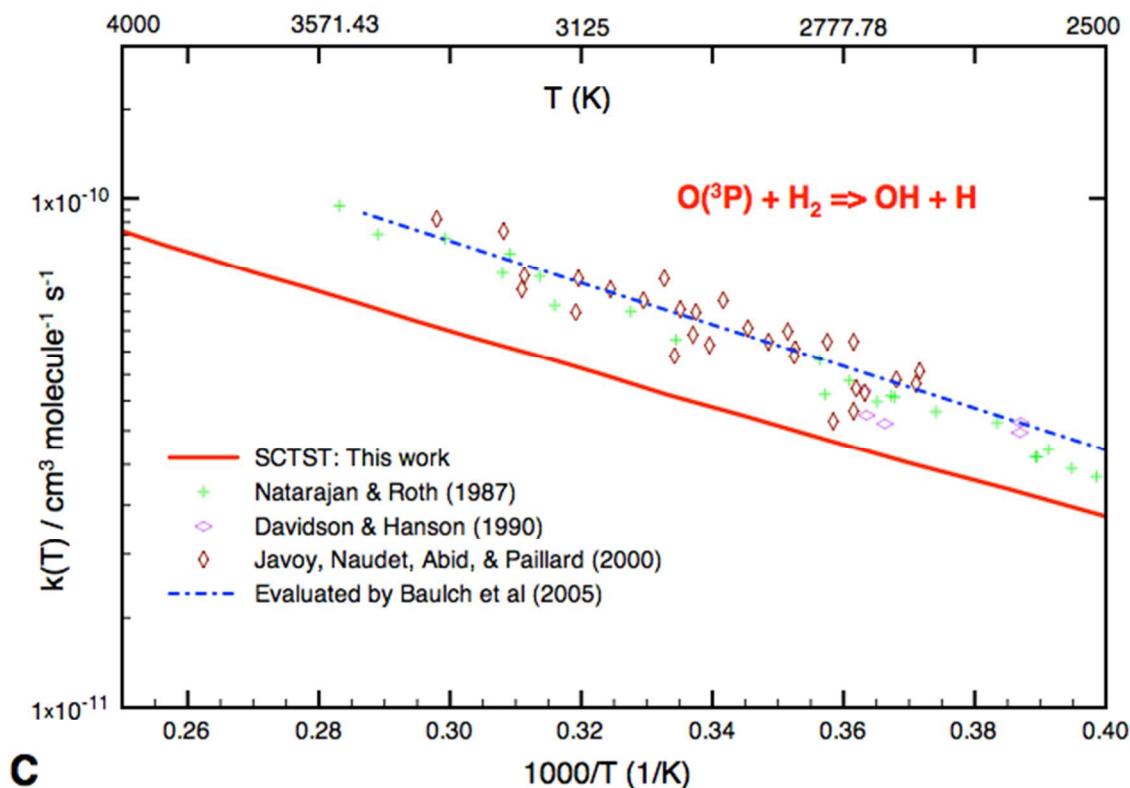 4000 3571.43 3125 2777.78 2500
T (K)
1x10⁻¹⁰
O(³P) + H₂ => OH + H
k(T) / cm³ molecule⁻¹ s⁻¹
SCTST: This work
Natarajan & Roth (1987)
Davidson & Hanson (1990)
Javoy, Naudet, Abid, & Paillard (2000)
Evaluated by Baulch et al (2005)
1x10⁻¹¹
0.26 0.28 0.30 0.32 0.34 0.36 0.38 0.40
C
1000/T (1/K)